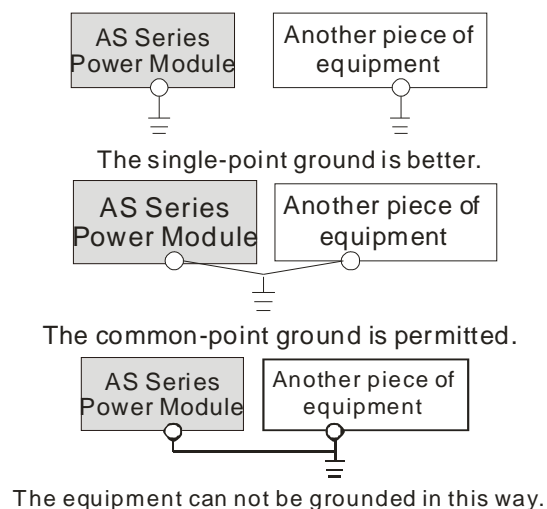 AS Series
Power Module
Another piece of
equipment
The single-point ground is better.
AS Series
Power Module
Another piece of
equipment
The common-point ground is permitted.
AS Series
Power Module
Another piece of
equipment
The equipment can not be grounded in this way.